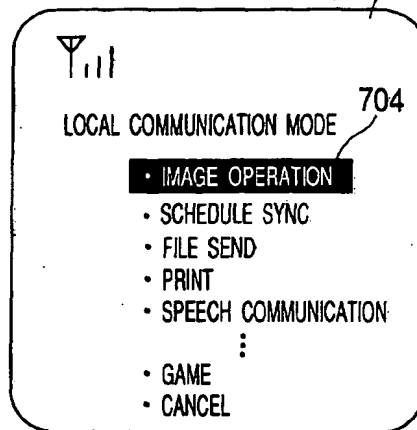 704
LOCAL COMMUNICATION MODE
· IMAGE OPERATION
· SCHEDULE SYNC
· FILE SEND
· PRINT
· SPEECH COMMUNICATION
⋮
· GAME
· CANCEL